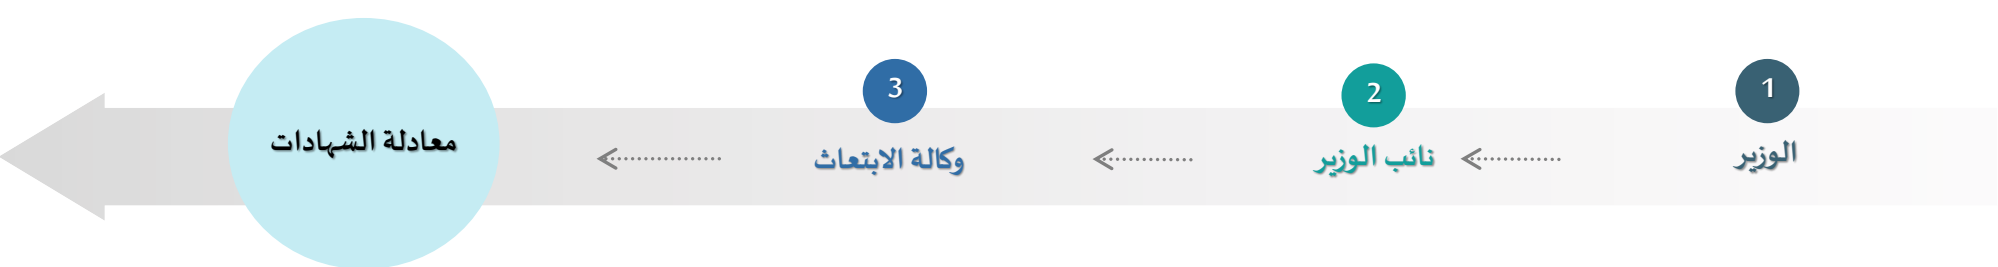 1
الوزير
2
نائب الوزير
3
وكالة الابتعاث
معادلة الشهادات